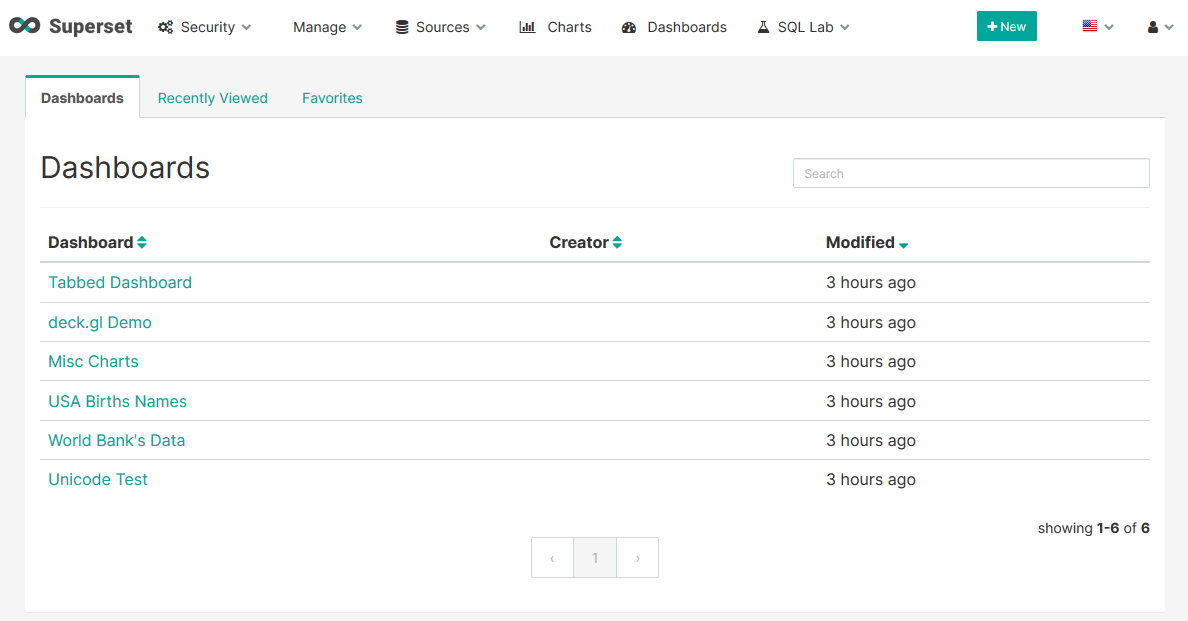 Superset Security Manage Sources Charts Dashboards SQL Lab New
Dashboards Recently Viewed Favorites
Dashboards
Search
Dashboard Creator Modified
Tabbed Dashboard 3 hours ago
deck.gl Demo 3 hours ago
Misc Charts 3 hours ago
USA Births Names 3 hours ago
World Bank's Data 3 hours ago
Unicode Test 3 hours ago
showing 1-6 of 6
‹ 1 ›